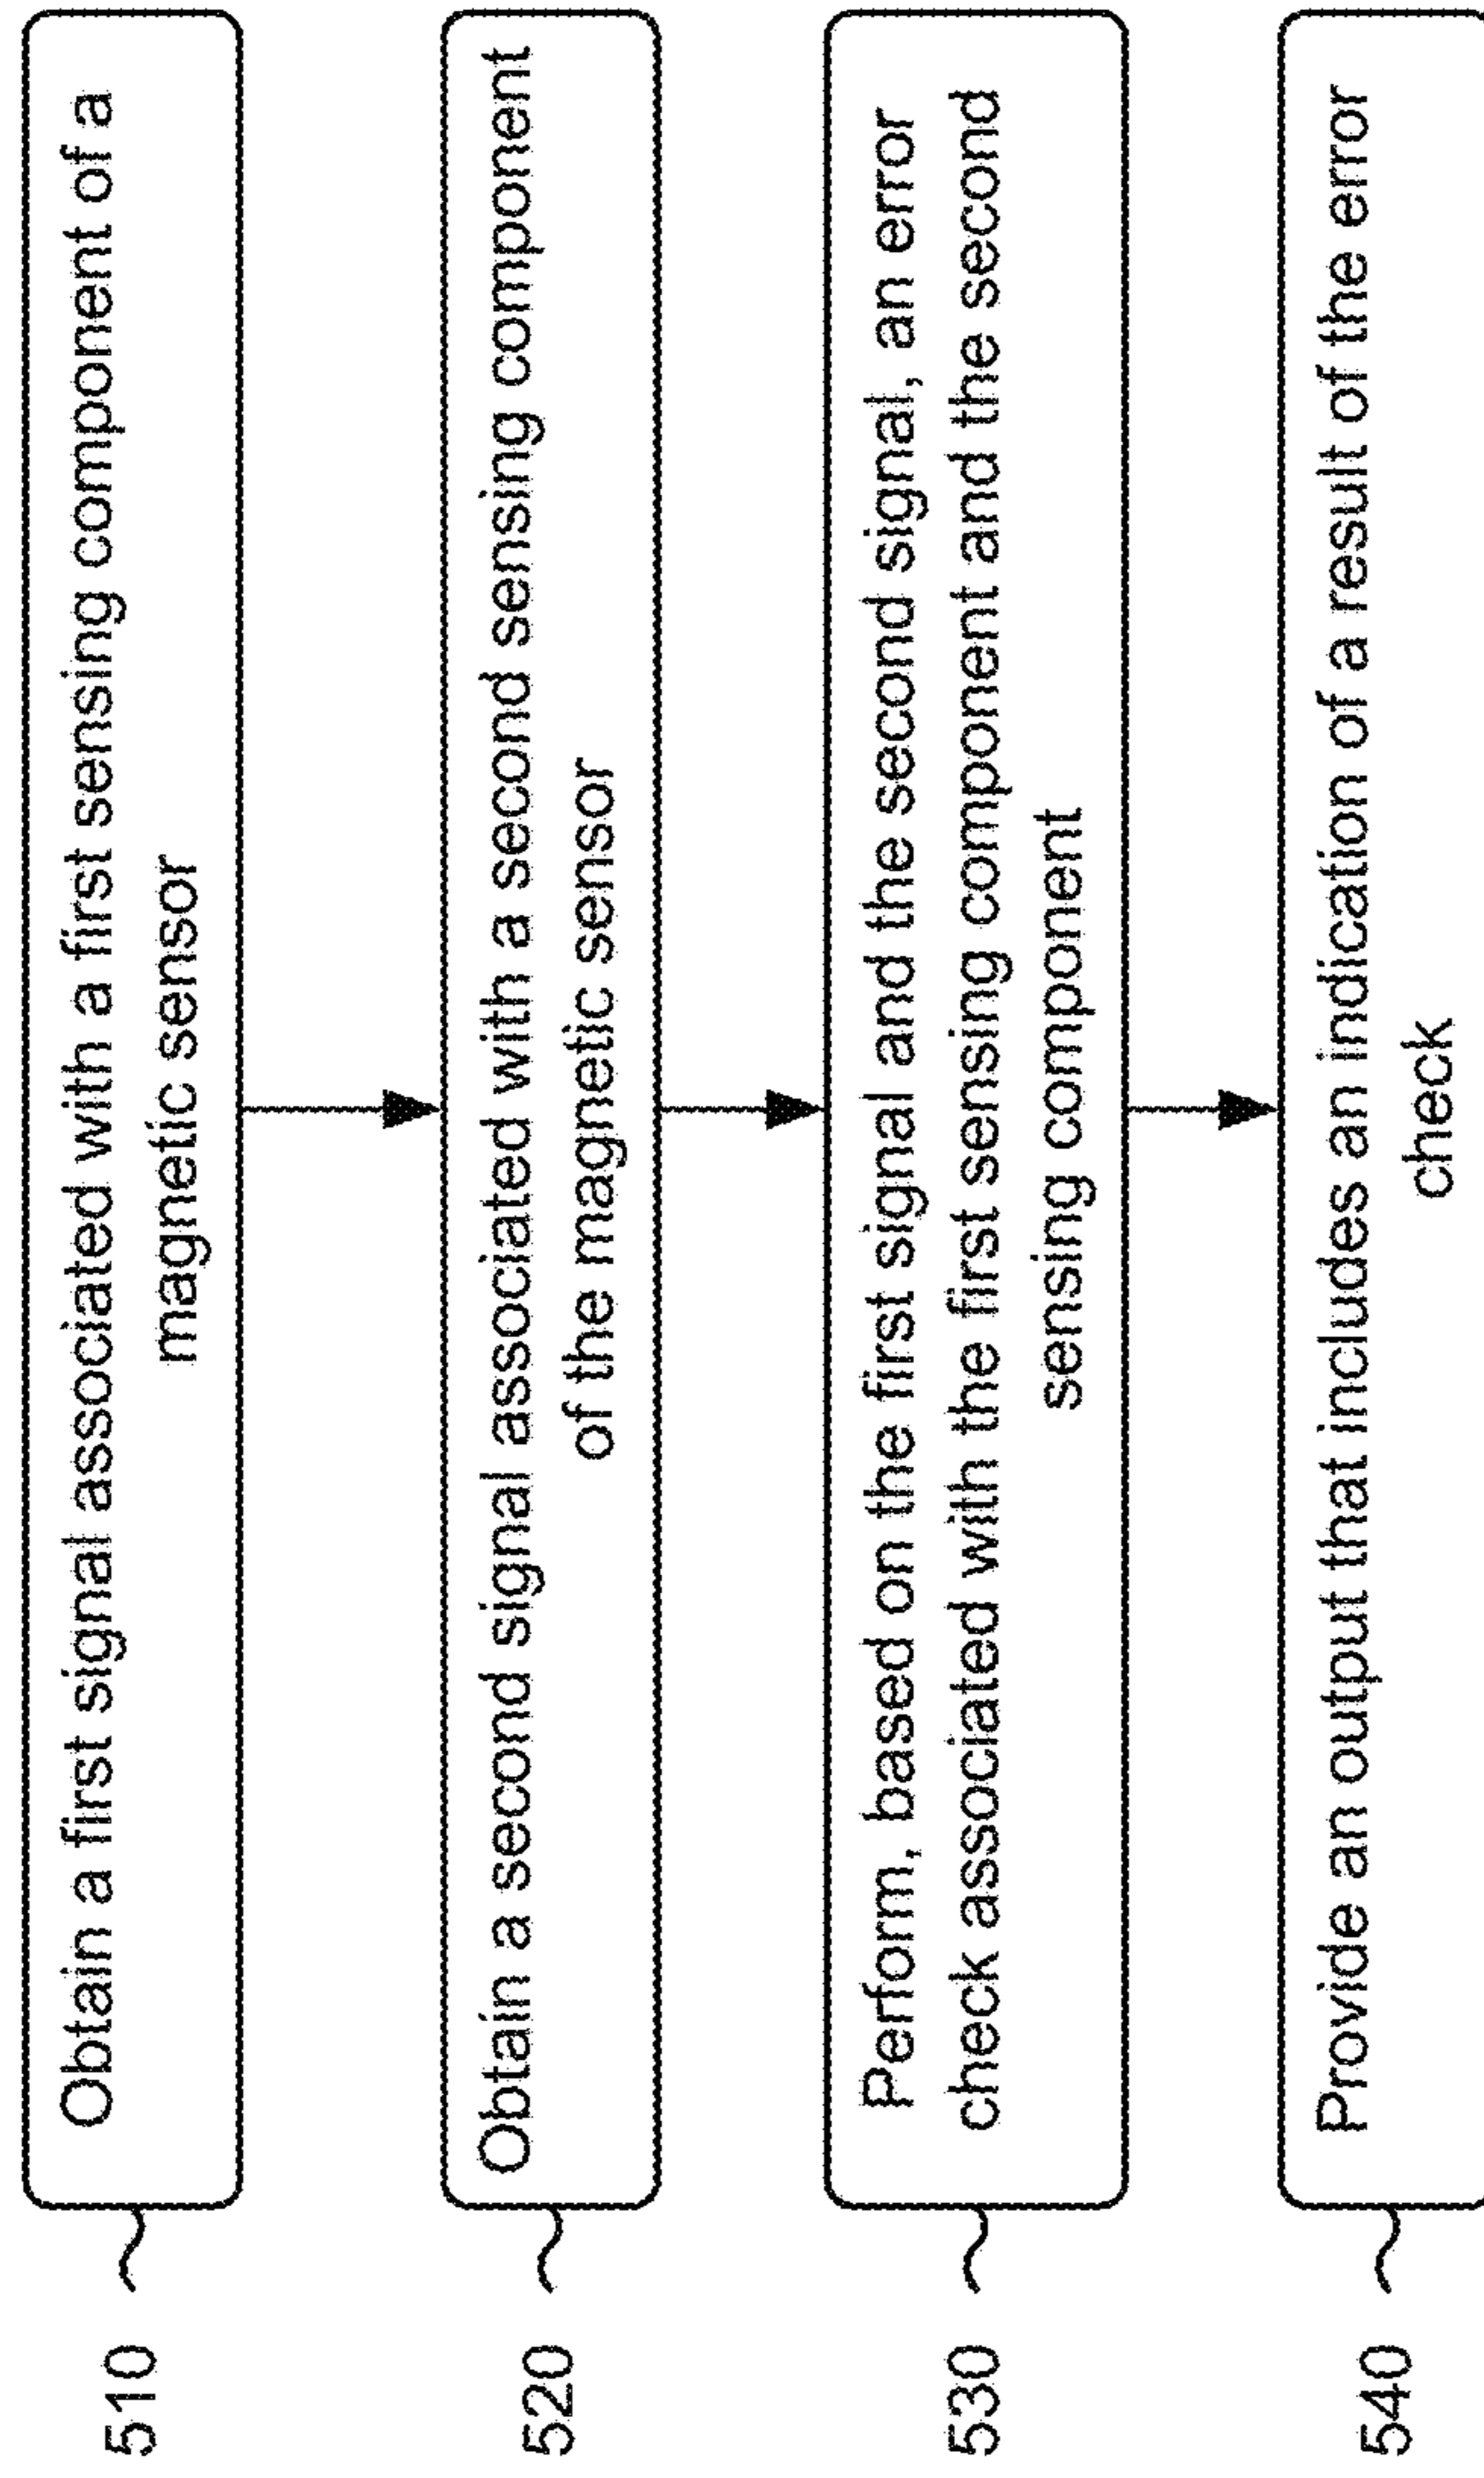 510
Obtain a first signal associated with a first sensing component of a
magnetic sensor
520
Obtain a second signal associated with a second sensing component
of the magnetic sensor
530
Perform, based on the first signal and the second signal, an error
check associated with the first sensing component and the second
sensing component
540
Provide an output that includes an indication of a result of the error
check